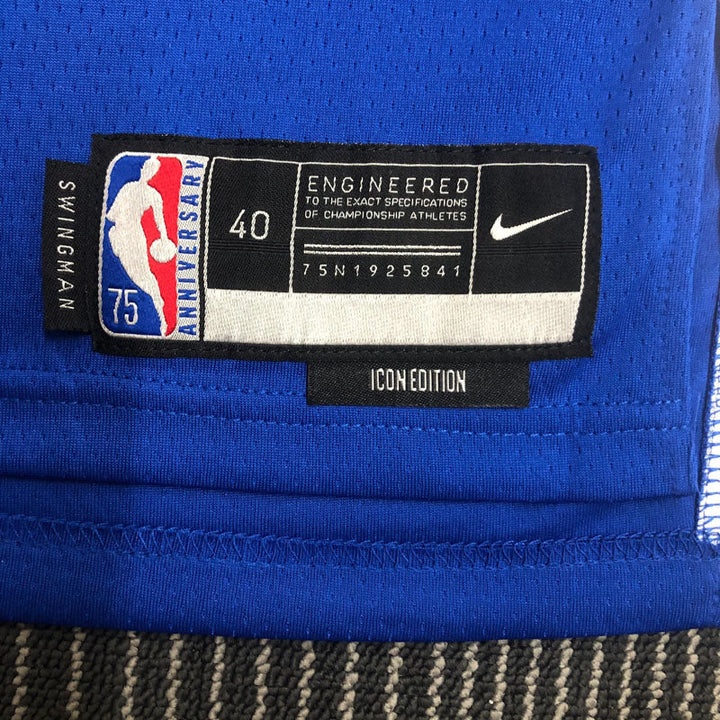 SWINGMAN
75
ANNIVERSARY
40
ENGINEERED
TO THE EXACT SPECIFICATIONS
OF CHAMPIONSHIP ATHLETES
75N1925841
ICON EDITION